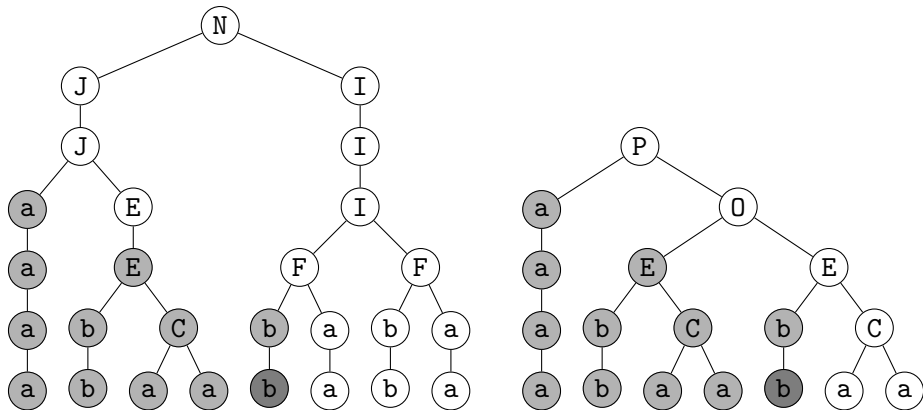 N
J I
J I P
a E I a O
a E F F a E E
a b C b a b a a b C b C
a b a a b a b a a b a a b a a